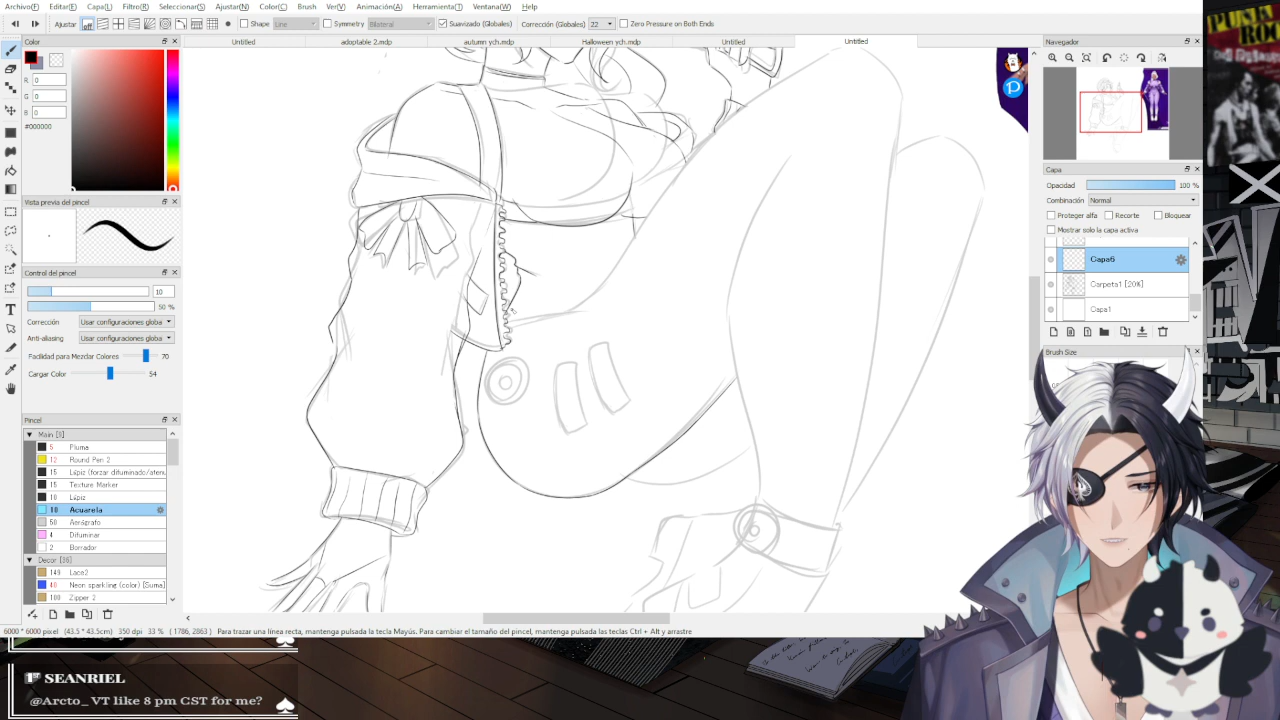 Archivo(F) Editar(E) Capa(L) Filtro(R) Seleccionar(S) Ajustar(N) Color(C) Brush Ver(V) Animación(A) Herramienta(T) Ventana(W) Help
Ajustar off Shape Line Symmetry Bilateral Suavizado (Globales) Corrección (Globales) 22 Zero Pressure on Both Ends
Color
Untitled adoptable 2.mdp autumn ych.mdp Halloween ych.mdp Untitled Untitled
Navegador
R 0
G 0
B 0
#000000
Capa
Opacidad 100 %
Combinación Normal
Proteger alfa Recorte Bloquear
Mostrar solo la capa activa
Capa6
Carpeta1 [20%]
Capa1
Brush Size
Vista previa del pincel
Control del pincel
10
50 %
Corrección Usar configuraciones globa
Anti-aliasing Usar configuraciones globa
Facilidad para Mezclar Colores 70
Cargar Color 54
Pincel
Main [9]
5 Pluma
12 Round Pen 2
15 Lápiz (forzar difuminado/atenu
15 Texture Marker
10 Lápiz
10 Acuarela
50 Aerógrafo
4 Difuminar
2 Borrador
Decor [36]
149 Lace2
40 Neon sparkling (color) [Suma]
100 Zipper 2
6000 * 6000 pixel (43.5 * 43.5cm) 350 dpi 33 % ( 1786, 2863 ) Para trazar una línea recta, mantenga pulsada la tecla Mayús. Para cambiar el tamaño del pincel, mantenga pulsadas las teclas Ctrl + Alt y arrastre
SEANRIEL
@Arcto_VT like 8 pm CST for me?